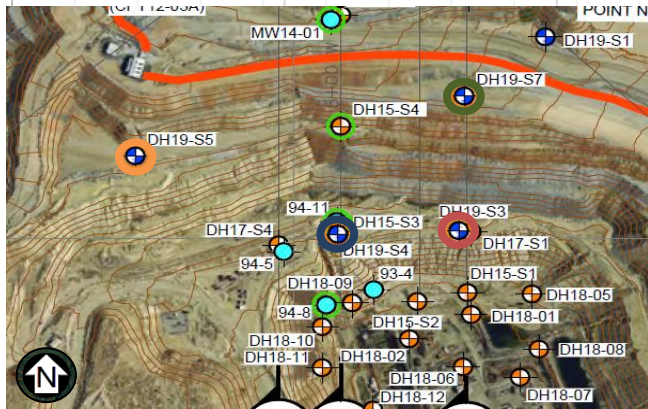 (CPT12-03A)
POINT N
MW14-01
DH19-S1
DH19-S7
DH15-S4
DH19-S5
94-11
DH19-S3
DH17-S4
DH15-S3
DH19-S4
DH17-S1
94-5
DH18-09
93-4
DH15-S1
DH18-05
94-8
DH15-S2
DH18-01
DH18-10
DH18-11
DH18-02
DH18-08
DH18-06
DH18-07
DH18-12
N